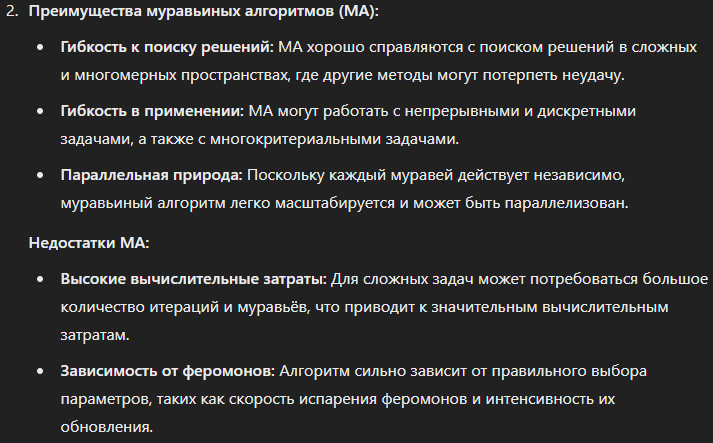 2. Преимущества муравьиных алгоритмов (МА):
• Гибкость к поиску решений: МА хорошо справляются с поиском решений в сложных
и многомерных пространствах, где другие методы могут потерпеть неудачу.
• Гибкость в применении: МА могут работать с непрерывными и дискретными
задачами, а также с многокритериальными задачами.
• Параллельная природа: Поскольку каждый муравей действует независимо,
муравьиный алгоритм легко масштабируется и может быть параллелизован.
Недостатки МА:
• Высокие вычислительные затраты: Для сложных задач может потребоваться большое
количество итераций и муравьёв, что приводит к значительным вычислительным
затратам.
• Зависимость от феромонов: Алгоритм сильно зависит от правильного выбора
параметров, таких как скорость испарения феромонов и интенсивность их
обновления.